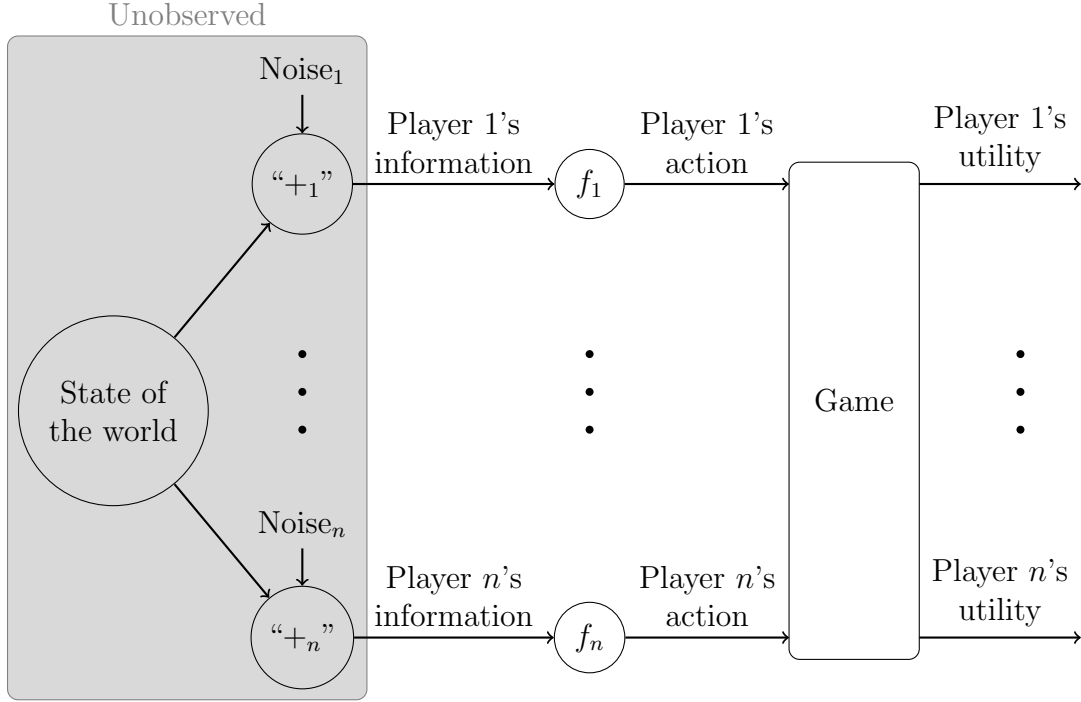 Unobserved
Noise₁
“+₁”
Player 1’s
information
f₁
Player 1’s
action
Player 1’s
utility
State of
the world
Game
Noiseₙ
“+ₙ”
Player n’s
information
fₙ
Player n’s
action
Player n’s
utility